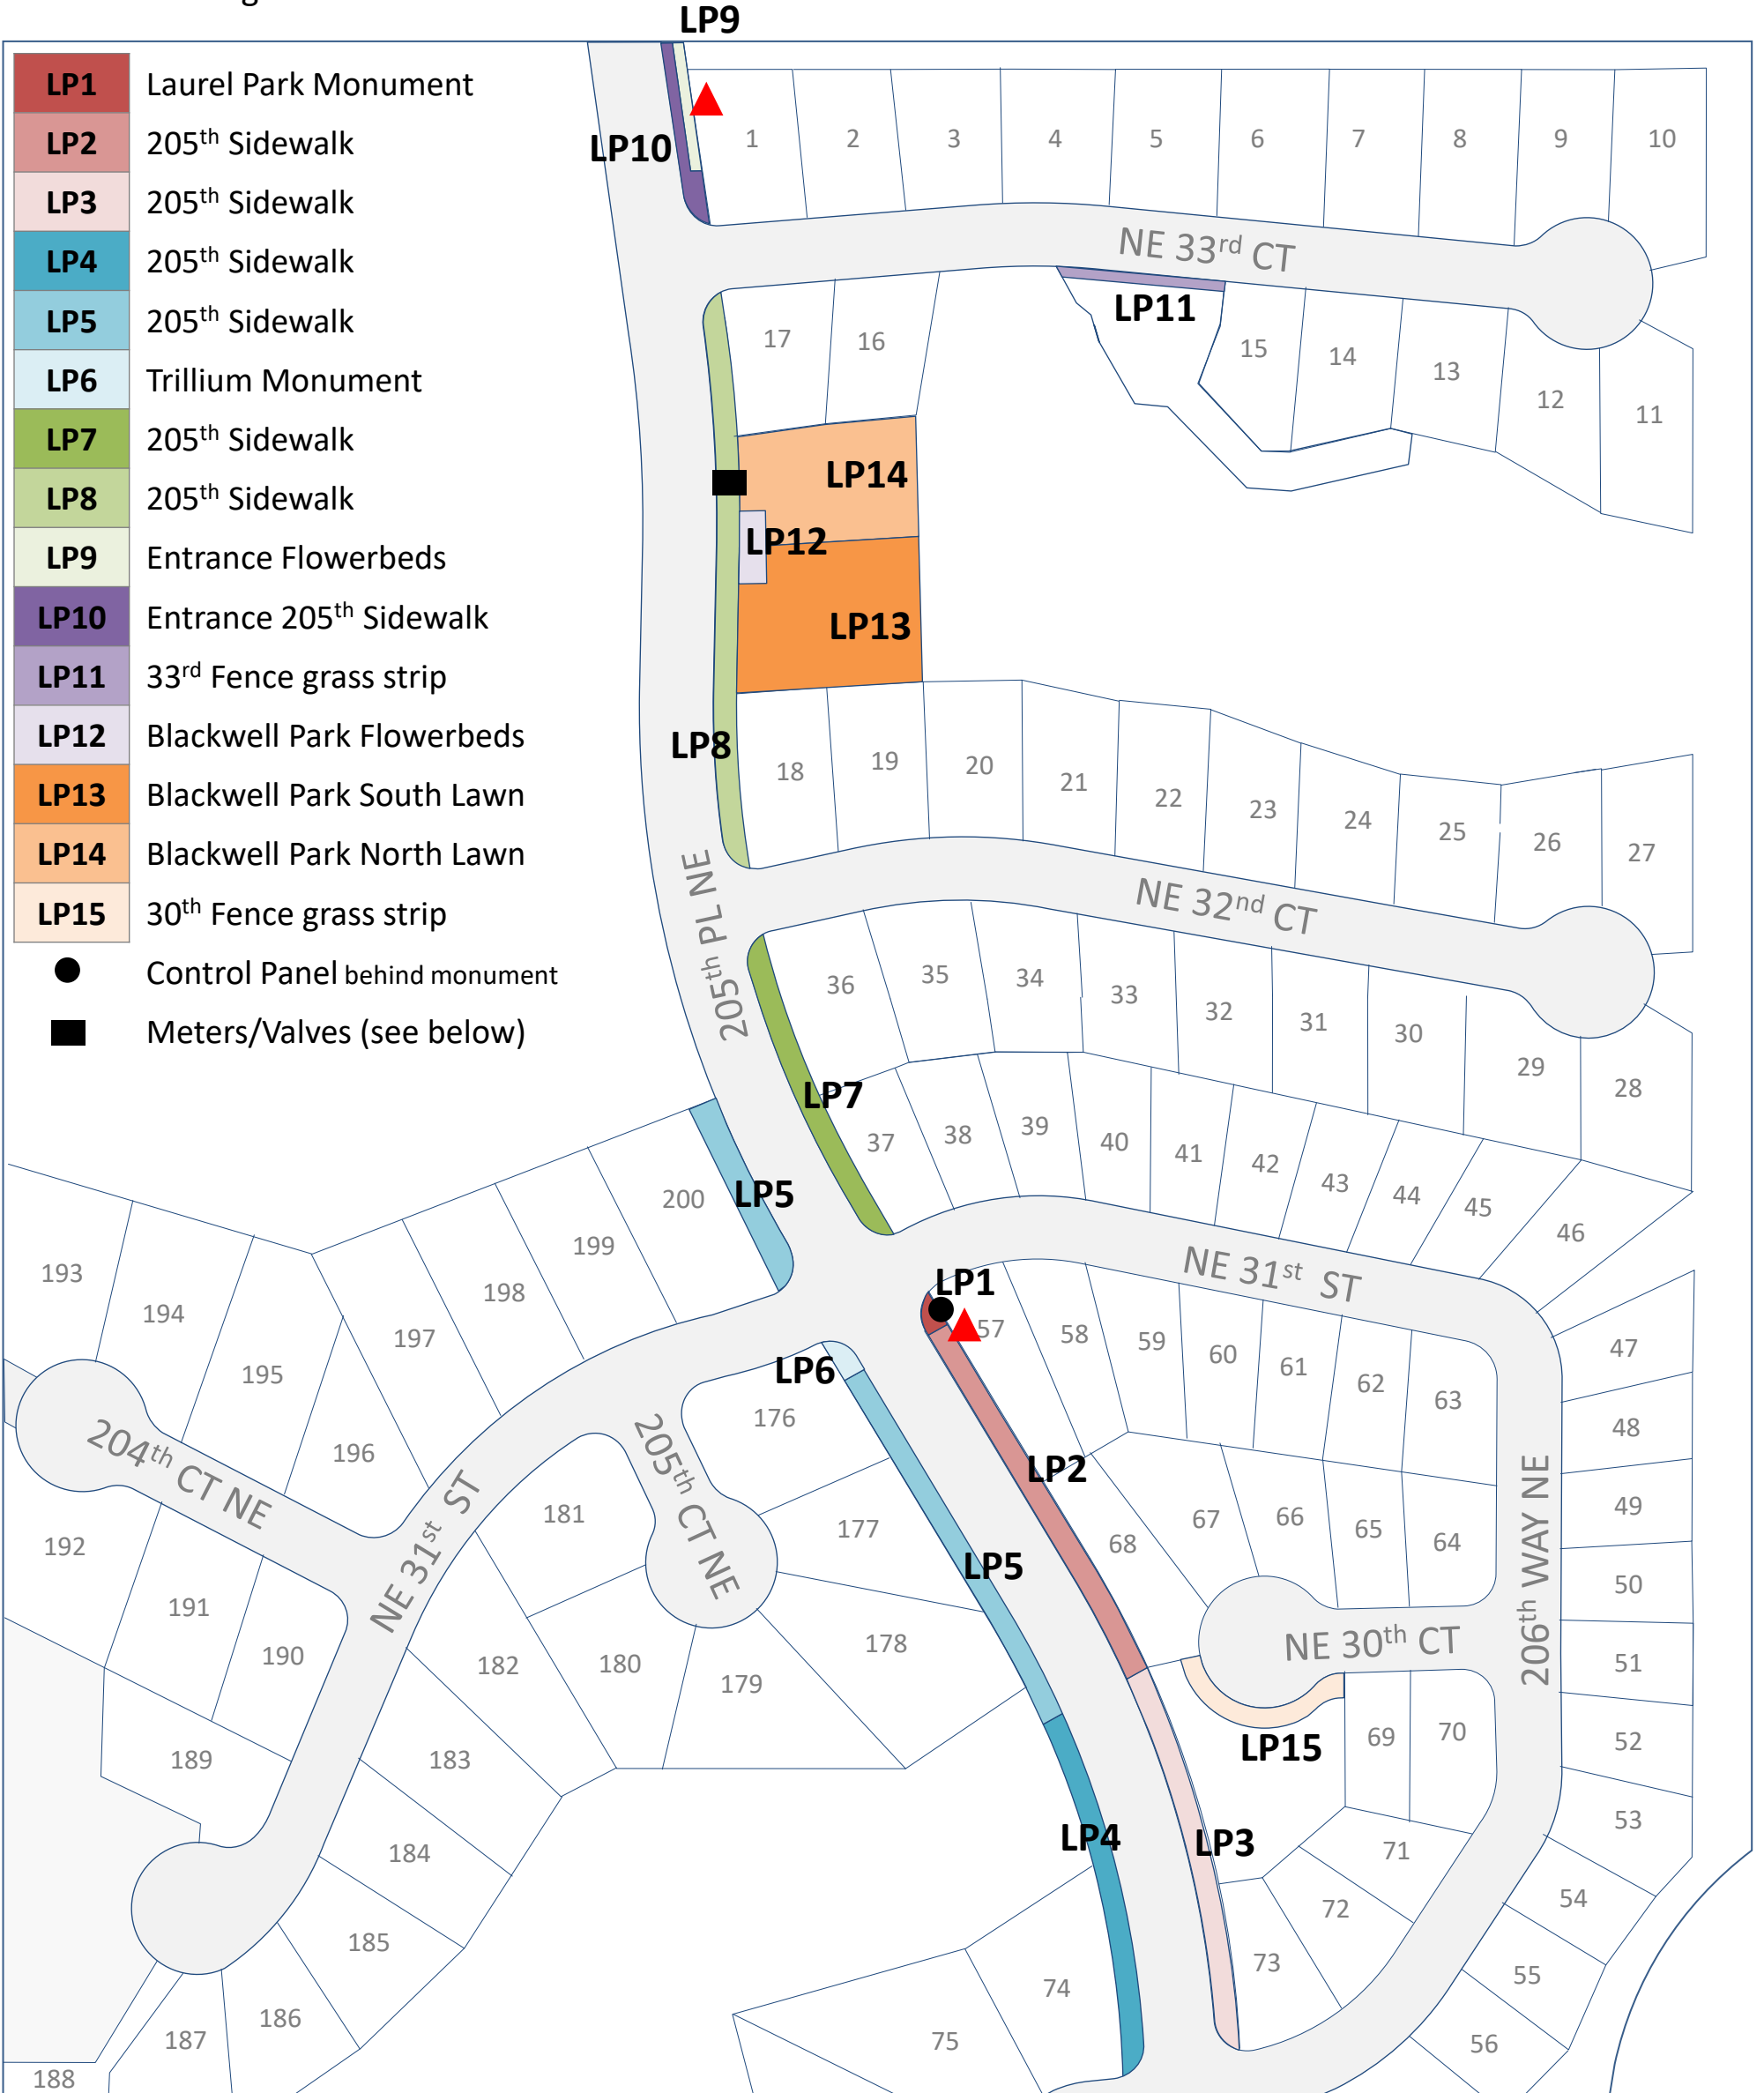 LP9
LP1 Laurel Park Monument
LP2 205th Sidewalk
LP3 205th Sidewalk
LP4 205th Sidewalk
LP5 205th Sidewalk
LP6 Trillium Monument
LP7 205th Sidewalk
LP8 205th Sidewalk
LP9 Entrance Flowerbeds
LP10 Entrance 205th Sidewalk
LP11 33rd Fence grass strip
LP12 Blackwell Park Flowerbeds
LP13 Blackwell Park South Lawn
LP14 Blackwell Park North Lawn
LP15 30th Fence grass strip
Control Panel behind monument
Meters/Valves (see below)
LP10
1 2 3 4 5 6 7 8 9 10
NE 33rd CT
LP11
17 16 15 14 13 12 11
LP14
LP12
LP13
LP8
18 19 20 21 22 23 24 25 26 27
205th PL NE
NE 32nd CT
36 35 34 33 32 31 30 29 28
LP7
37 38 39 40 41 42 43 44 45 46
LP5
200 199 198 197 196 195 194 193
NE 31st ST
LP1
57 58 59 60 61 62 63
47
48
49
50
51
52
53
54
55
56
LP6
176
177
178
179
180
181
182
183
184
185
186
187
188
189
190
191
192
204th CT NE
NE 31st ST
205th CT NE
LP2
LP5
68 67 66 65 64
206th WAY NE
NE 30th CT
LP15
69 70
71
72
73
LP4
LP3
74
75